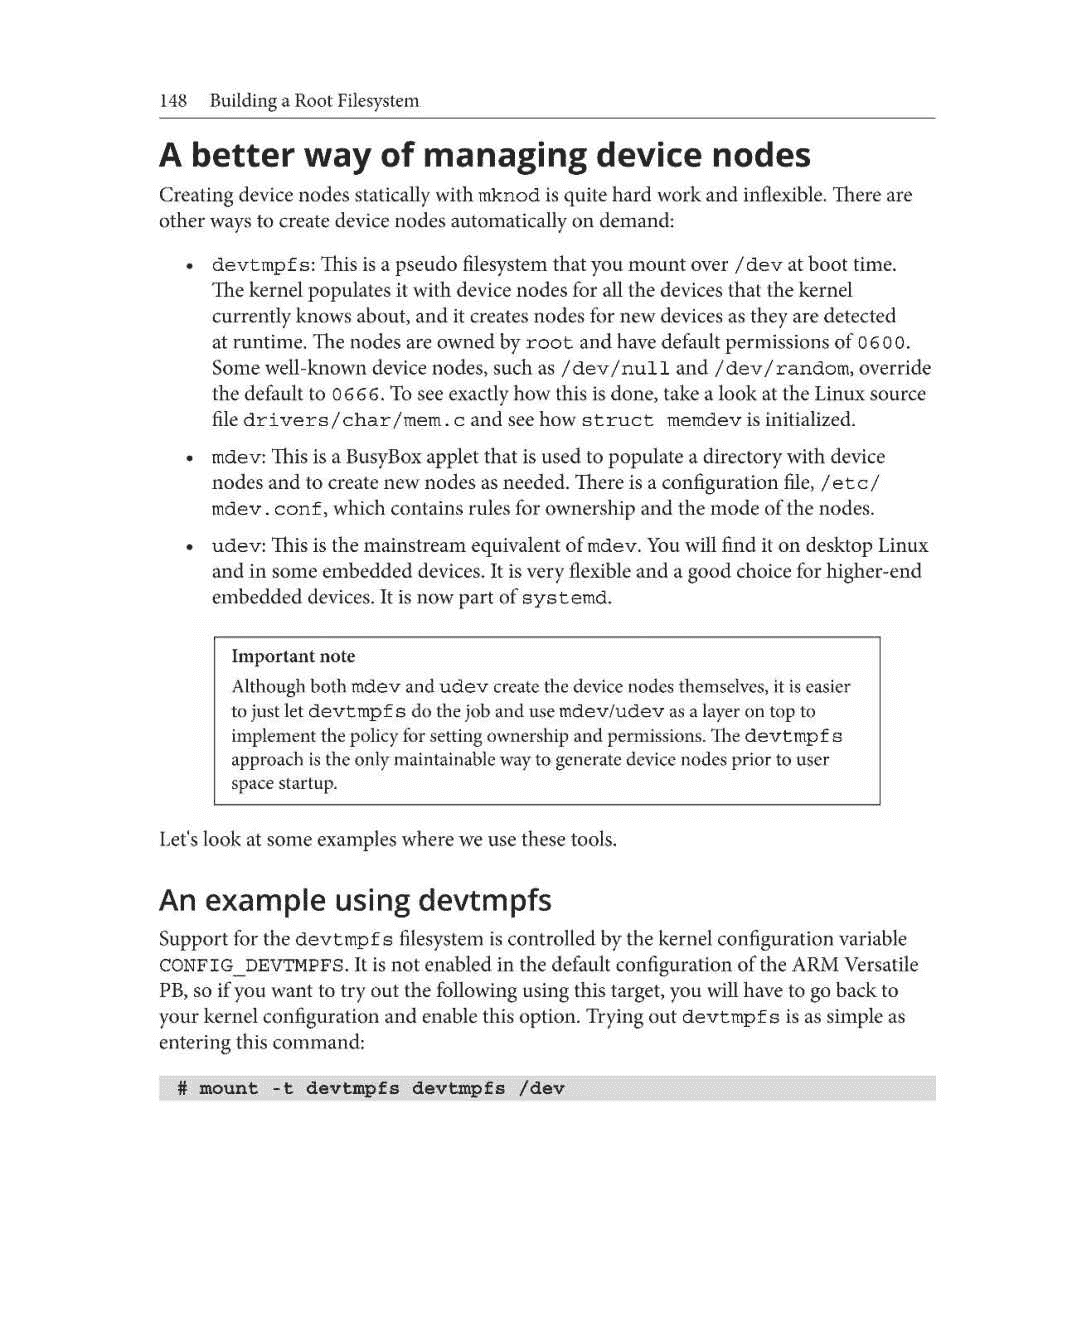 148 Building a Root Filesystem
A better way of managing device nodes
Creating device nodes statically with mknod is quite hard work and inflexible. There are
other ways to create device nodes automatically on demand:
• devtmpfs: This is a pseudo filesystem that you mount over /dev at boot time.
The kernel populates it with device nodes for all the devices that the kernel
currently knows about, and it creates nodes for new devices as they are detected
at runtime. The nodes are owned by root and have default permissions of 0600.
Some well-known device nodes, such as /dev/null and /dev/random, override
the default to 0666. To see exactly how this is done, take a look at the Linux source
file drivers/char/mem.c and see how struct memdev is initialized.
• mdev: This is a BusyBox applet that is used to populate a directory with device
nodes and to create new nodes as needed. There is a configuration file, /etc/
mdev.conf, which contains rules for ownership and the mode of the nodes.
• udev: This is the mainstream equivalent of mdev. You will find it on desktop Linux
and in some embedded devices. It is very flexible and a good choice for higher-end
embedded devices. It is now part of systemd.
Important note
Although both mdev and udev create the device nodes themselves, it is easier
to just let devtmpfs do the job and use mdev/udev as a layer on top to
implement the policy for setting ownership and permissions. The devtmpfs
approach is the only maintainable way to generate device nodes prior to user
space startup.
Let's look at some examples where we use these tools.
An example using devtmpfs
Support for the devtmpfs filesystem is controlled by the kernel configuration variable
CONFIG_DEVTMPFS. It is not enabled in the default configuration of the ARM Versatile
PB, so if you want to try out the following using this target, you will have to go back to
your kernel configuration and enable this option. Trying out devtmpfs is as simple as
entering this command:
# mount -t devtmpfs devtmpfs /dev